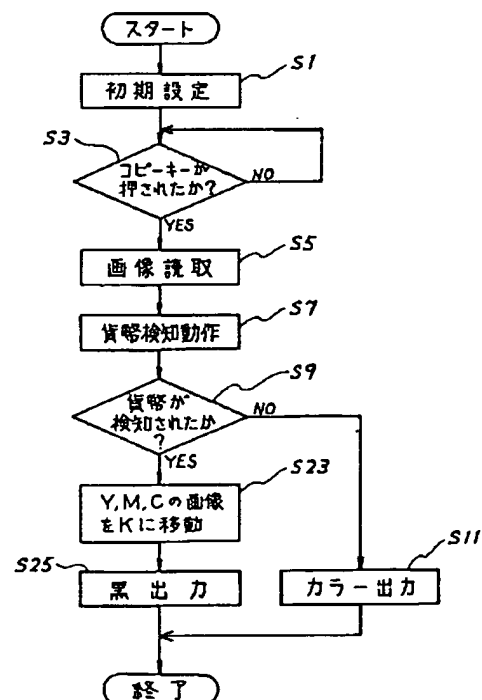 スタート
S1
初期設定
S3
コピーキーが
押されたか?
NO
YES
S5
画像読取
S7
貨幣検知動作
S9
貨幣が
検知されたか
?
NO
YES
S23
Y,M,Cの画像
をKに移動
S11
S25
黒出力
カラー出力
終了